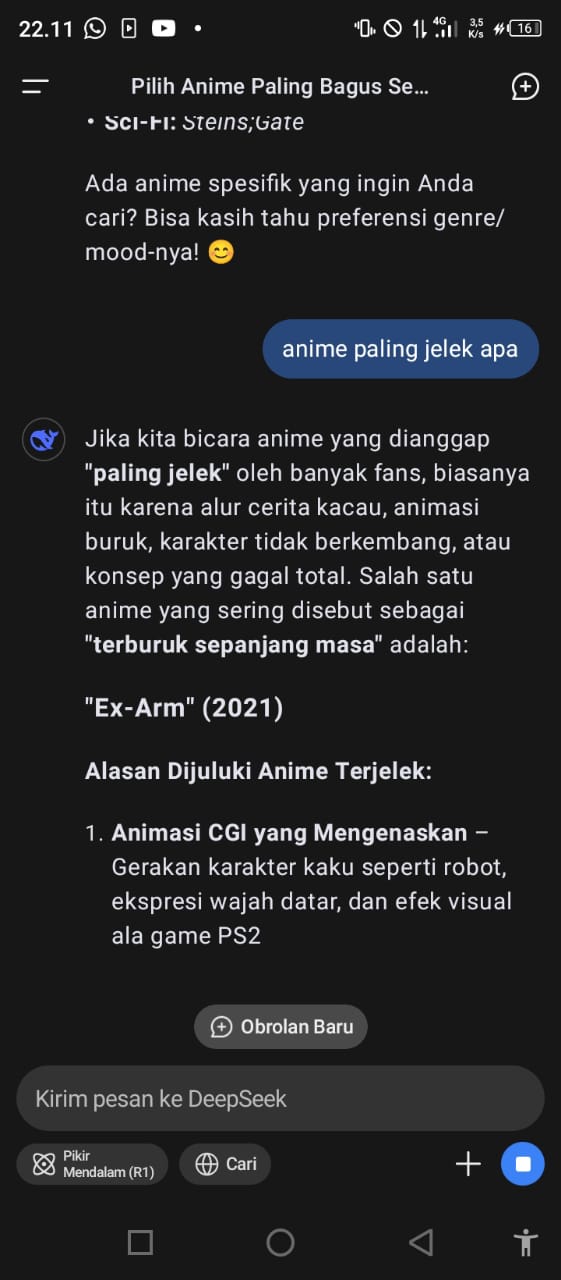 22.11
4G
3,5
K/s
16
Pilih Anime Paling Bagus Se...
• Sci-Fi: Steins;Gate
Ada anime spesifik yang ingin Anda
cari? Bisa kasih tahu preferensi genre/
mood-nya! 😊
anime paling jelek apa
Jika kita bicara anime yang dianggap
"paling jelek" oleh banyak fans, biasanya
itu karena alur cerita kacau, animasi
buruk, karakter tidak berkembang, atau
konsep yang gagal total. Salah satu
anime yang sering disebut sebagai
"terburuk sepanjang masa" adalah:
"Ex-Arm" (2021)
Alasan Dijuluki Anime Terjelek:
1. Animasi CGI yang Mengenaskan –
Gerakan karakter kaku seperti robot,
ekspresi wajah datar, dan efek visual
ala game PS2
Obrolan Baru
Kirim pesan ke DeepSeek
Pikir
Mendalam (R1)
Cari